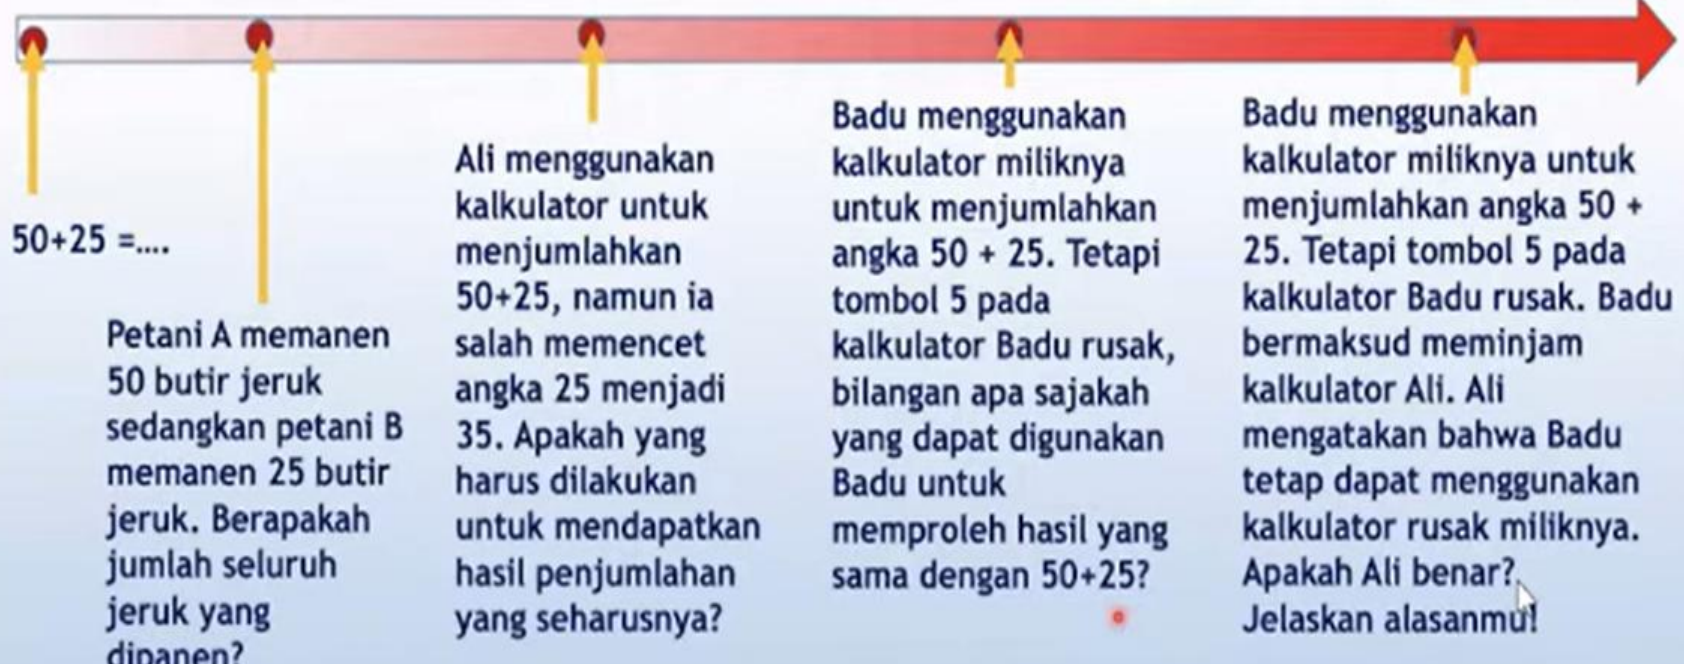 50+25 =....
Petani A memanen
50 butir jeruk
sedangkan petani B
memanen 25 butir
jeruk. Berapakah
jumlah seluruh
jeruk yang
dipanen?
Ali menggunakan
kalkulator untuk
menjumlahkan
50+25, namun ia
salah memencet
angka 25 menjadi
35. Apakah yang
harus dilakukan
untuk mendapatkan
hasil penjumlahan
yang seharusnya?
Badu menggunakan
kalkulator miliknya
untuk menjumlahkan
angka 50 + 25. Tetapi
tombol 5 pada
kalkulator Badu rusak,
bilangan apa sajakah
yang dapat digunakan
Badu untuk
memproleh hasil yang
sama dengan 50+25?
Badu menggunakan
kalkulator miliknya untuk
menjumlahkan angka 50 +
25. Tetapi tombol 5 pada
kalkulator Badu rusak. Badu
bermaksud meminjam
kalkulator Ali. Ali
mengatakan bahwa Badu
tetap dapat menggunakan
kalkulator rusak miliknya.
Apakah Ali benar?
Jelaskan alasanmu!